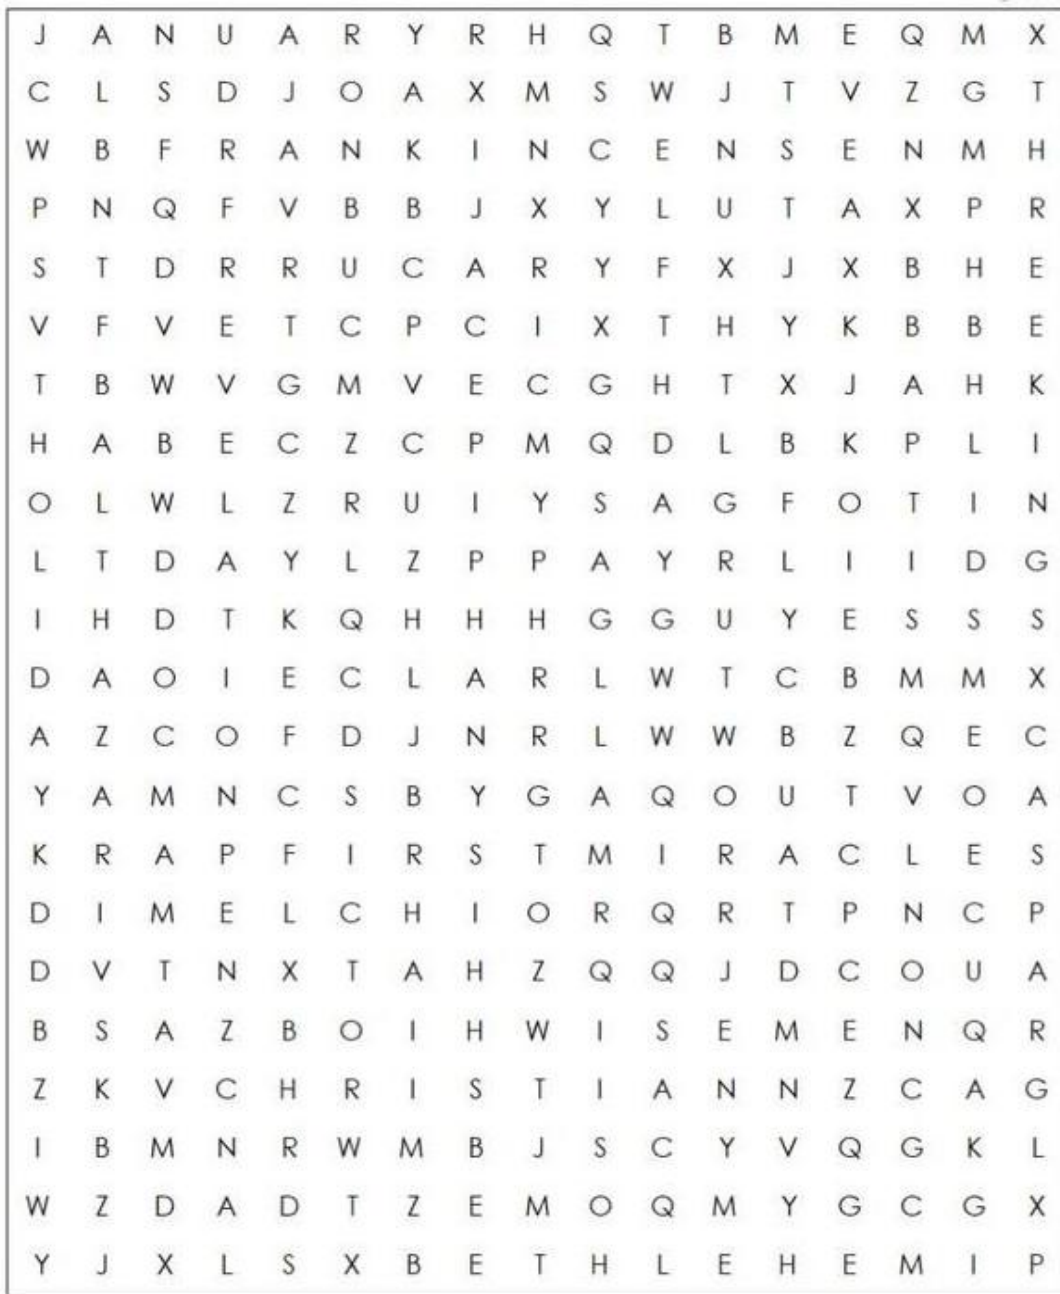 J A N U A R Y R H Q T B M E Q M X
C L S D J O A X M S W J T V Z G T
W B F R A N K I N C E N S E N M H
P N Q F V B B J X Y L U T A X P R
S T D R R U C A R Y F X J X B H E
V F V E T C P C I X T H Y K B B E
T B W V G M V E C G H T X J A H K
H A B E C Z C P M Q D L B K P L I
O L W L Z R U I Y S A G F O T I N
L T D A Y L Z P P A Y R L I I D G
I H D T K Q H H H G G U Y E S S S
D A O I E C L A R L W T C B M M X
A Z C O F D J N R L W W B Z Q E C
Y A M N C S B Y G A Q O U T V O A
K R A P F I R S T M I R A C L E S
D I M E L C H I O R Q R T P N C P
D V T N X T A H Z Q Q J D C O U A
B S A Z B O I H W I S E M E N Q R
Z K V C H R I S T I A N N Z C A G
I B M N R W M B J S C Y V Q G K L
W Z D A D T Z E M O Q M Y G C G X
Y J X L S X B E T H L E H E M I P